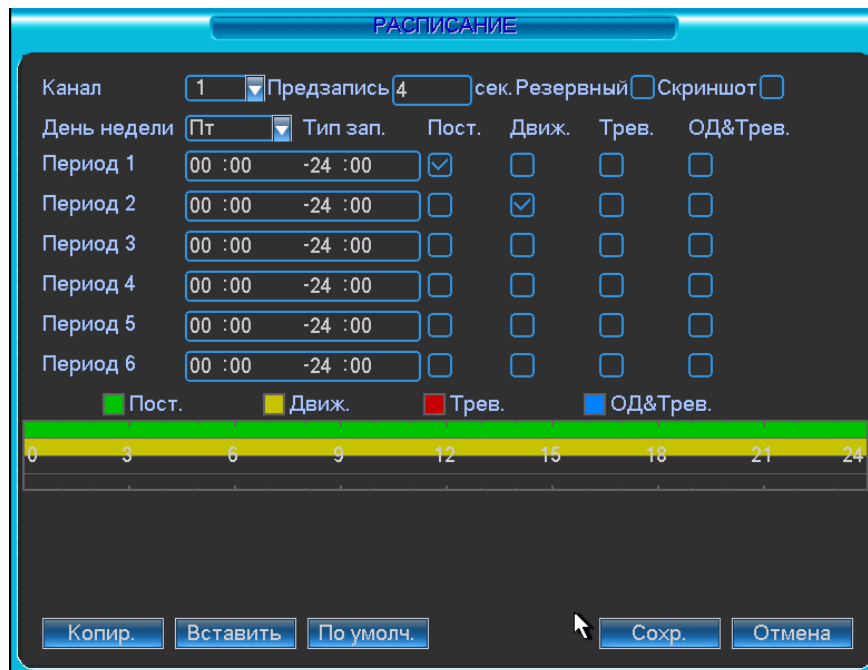 РАСПИСАНИЕ
Канал 1 Предзапись 4 сек. Резервный Скриншот
День недели Пт Тип зап. Пост. Движ. Трев. ОД&Трев.
Период 1 00 :00 -24 :00
Период 2 00 :00 -24 :00
Период 3 00 :00 -24 :00
Период 4 00 :00 -24 :00
Период 5 00 :00 -24 :00
Период 6 00 :00 -24 :00
Пост. Движ. Трев. ОД&Трев.
0 3 6 9 12 15 18 21 24
Копир. Вставить По умолч. Сохр. Отмена